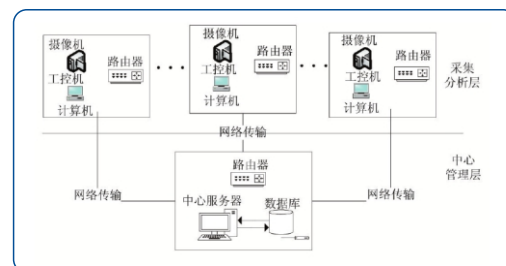 摄像机
路由器
工控机
计算机
摄像机
路由器
工控机
计算机
摄像机
路由器
工控机
计算机
采集
分析层
网络传输
路由器
中心服务器
数据库
网络传输
网络传输
中心
管理层